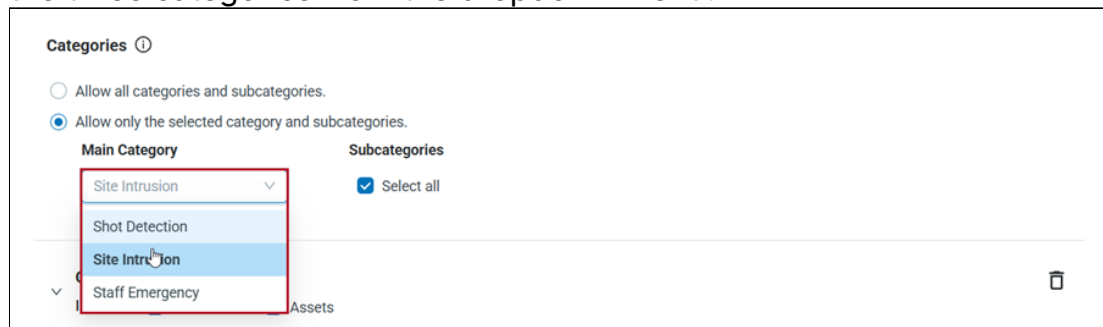 Categories
Allow all categories and subcategories.
Allow only the selected category and subcategories.
Main Category Subcategories
Site Intrusion Select all
Shot Detection
Site Intrusion
Staff Emergency
Assets